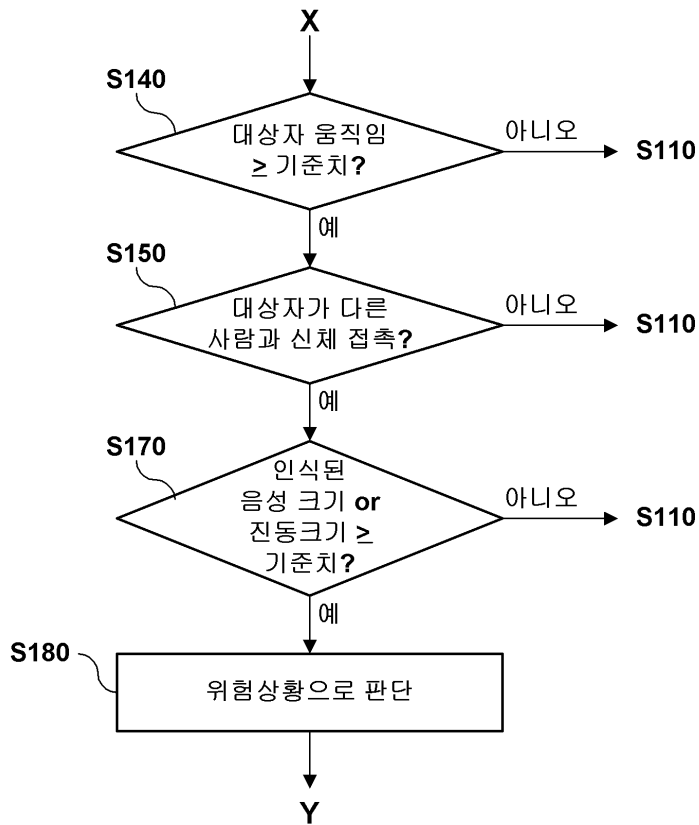 X
S140
대상자 움직임
≥ 기준치?
아니오
S110
예
S150
대상자가 다른
사람과 신체 접촉?
아니오
S110
예
S170
인식된
음성 크기 or
진동크기 ≥
기준치?
아니오
S110
예
S180
위험상황으로 판단
Y